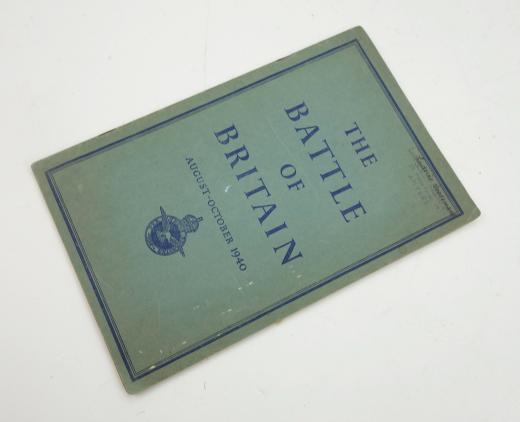 THE
BATTLE
OF
BRITAIN
AUGUST–OCTOBER 1940